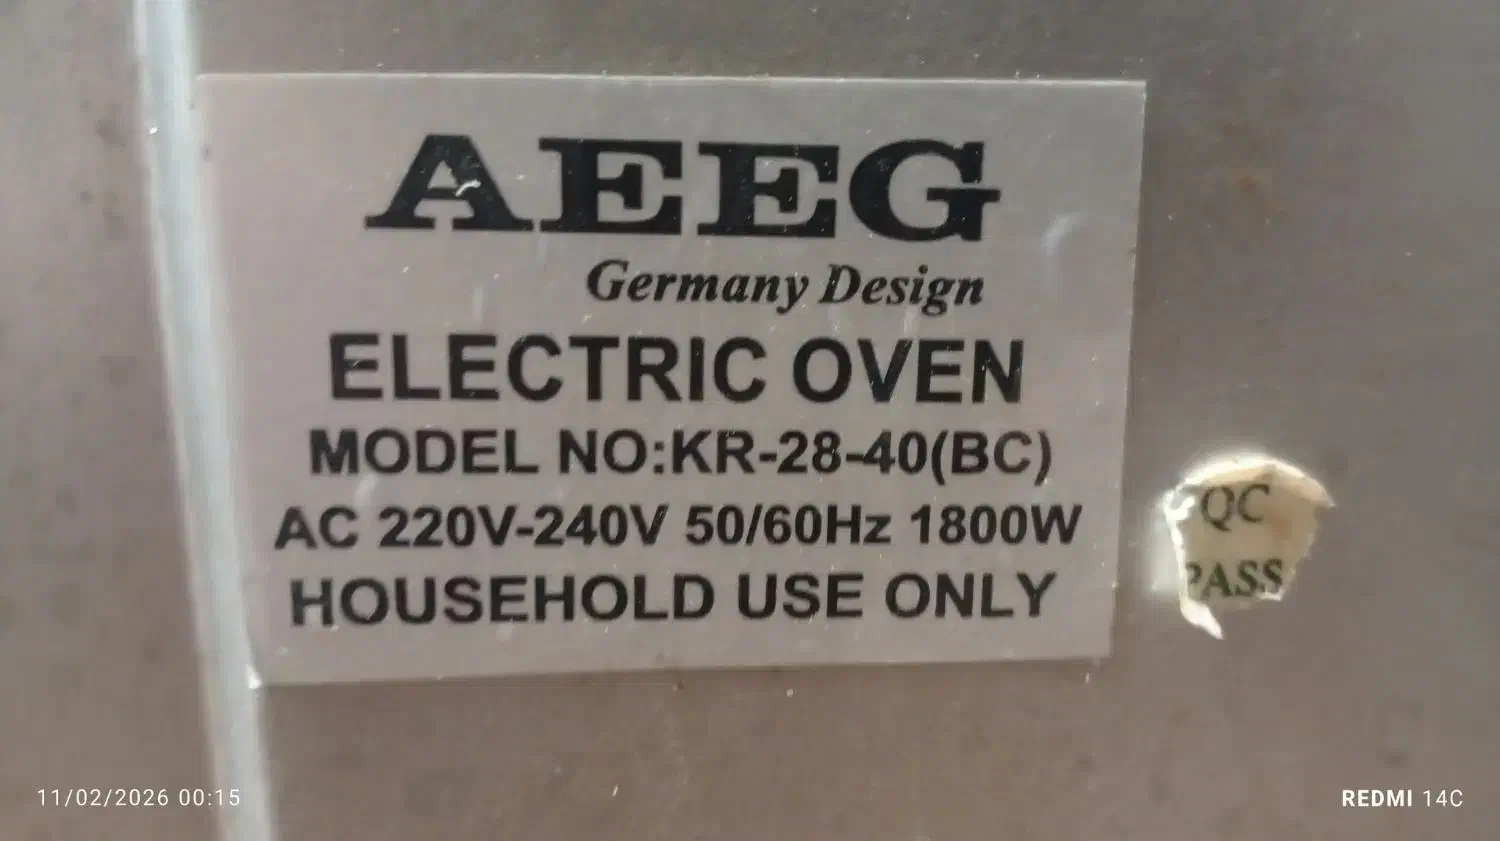 AEEG
Germany Design
ELECTRIC OVEN
MODEL NO:KR-28-40(BC)
AC 220V-240V 50/60Hz 1800W
HOUSEHOLD USE ONLY
QC
PASS
11/02/2026 00:15
REDMI 14C